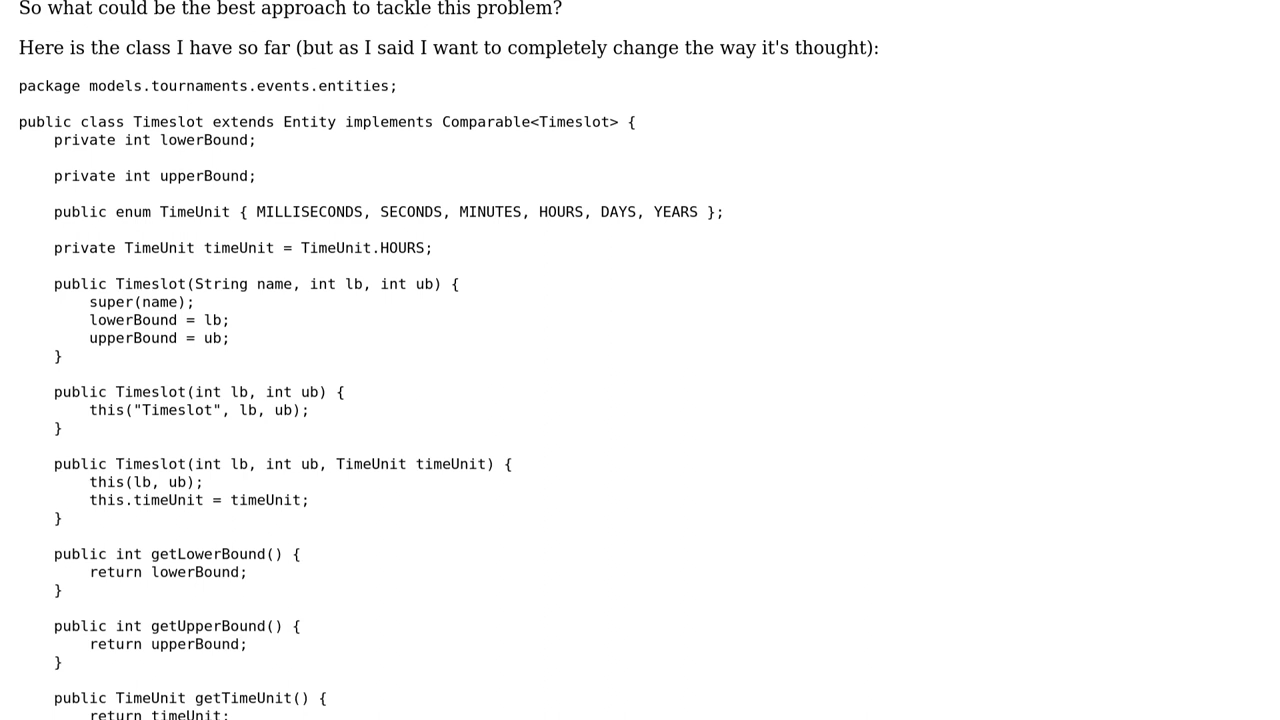 So what could be the best approach to tackle this problem?
Here is the class I have so far (but as I said I want to completely change the way it's thought):
package models.tournaments.events.entities;
public class Timeslot extends Entity implements Comparable<Timeslot> {
    private int lowerBound;
    private int upperBound;
    public enum TimeUnit { MILLISECONDS, SECONDS, MINUTES, HOURS, DAYS, YEARS };
    private TimeUnit timeUnit = TimeUnit.HOURS;
    public Timeslot(String name, int lb, int ub) {
        super(name);
        lowerBound = lb;
        upperBound = ub;
    }
    public Timeslot(int lb, int ub) {
        this("Timeslot", lb, ub);
    }
    public Timeslot(int lb, int ub, TimeUnit timeUnit) {
        this(lb, ub);
        this.timeUnit = timeUnit;
    }
    public int getLowerBound() {
        return lowerBound;
    }
    public int getUpperBound() {
        return upperBound;
    }
    public TimeUnit getTimeUnit() {
        return timeUnit;